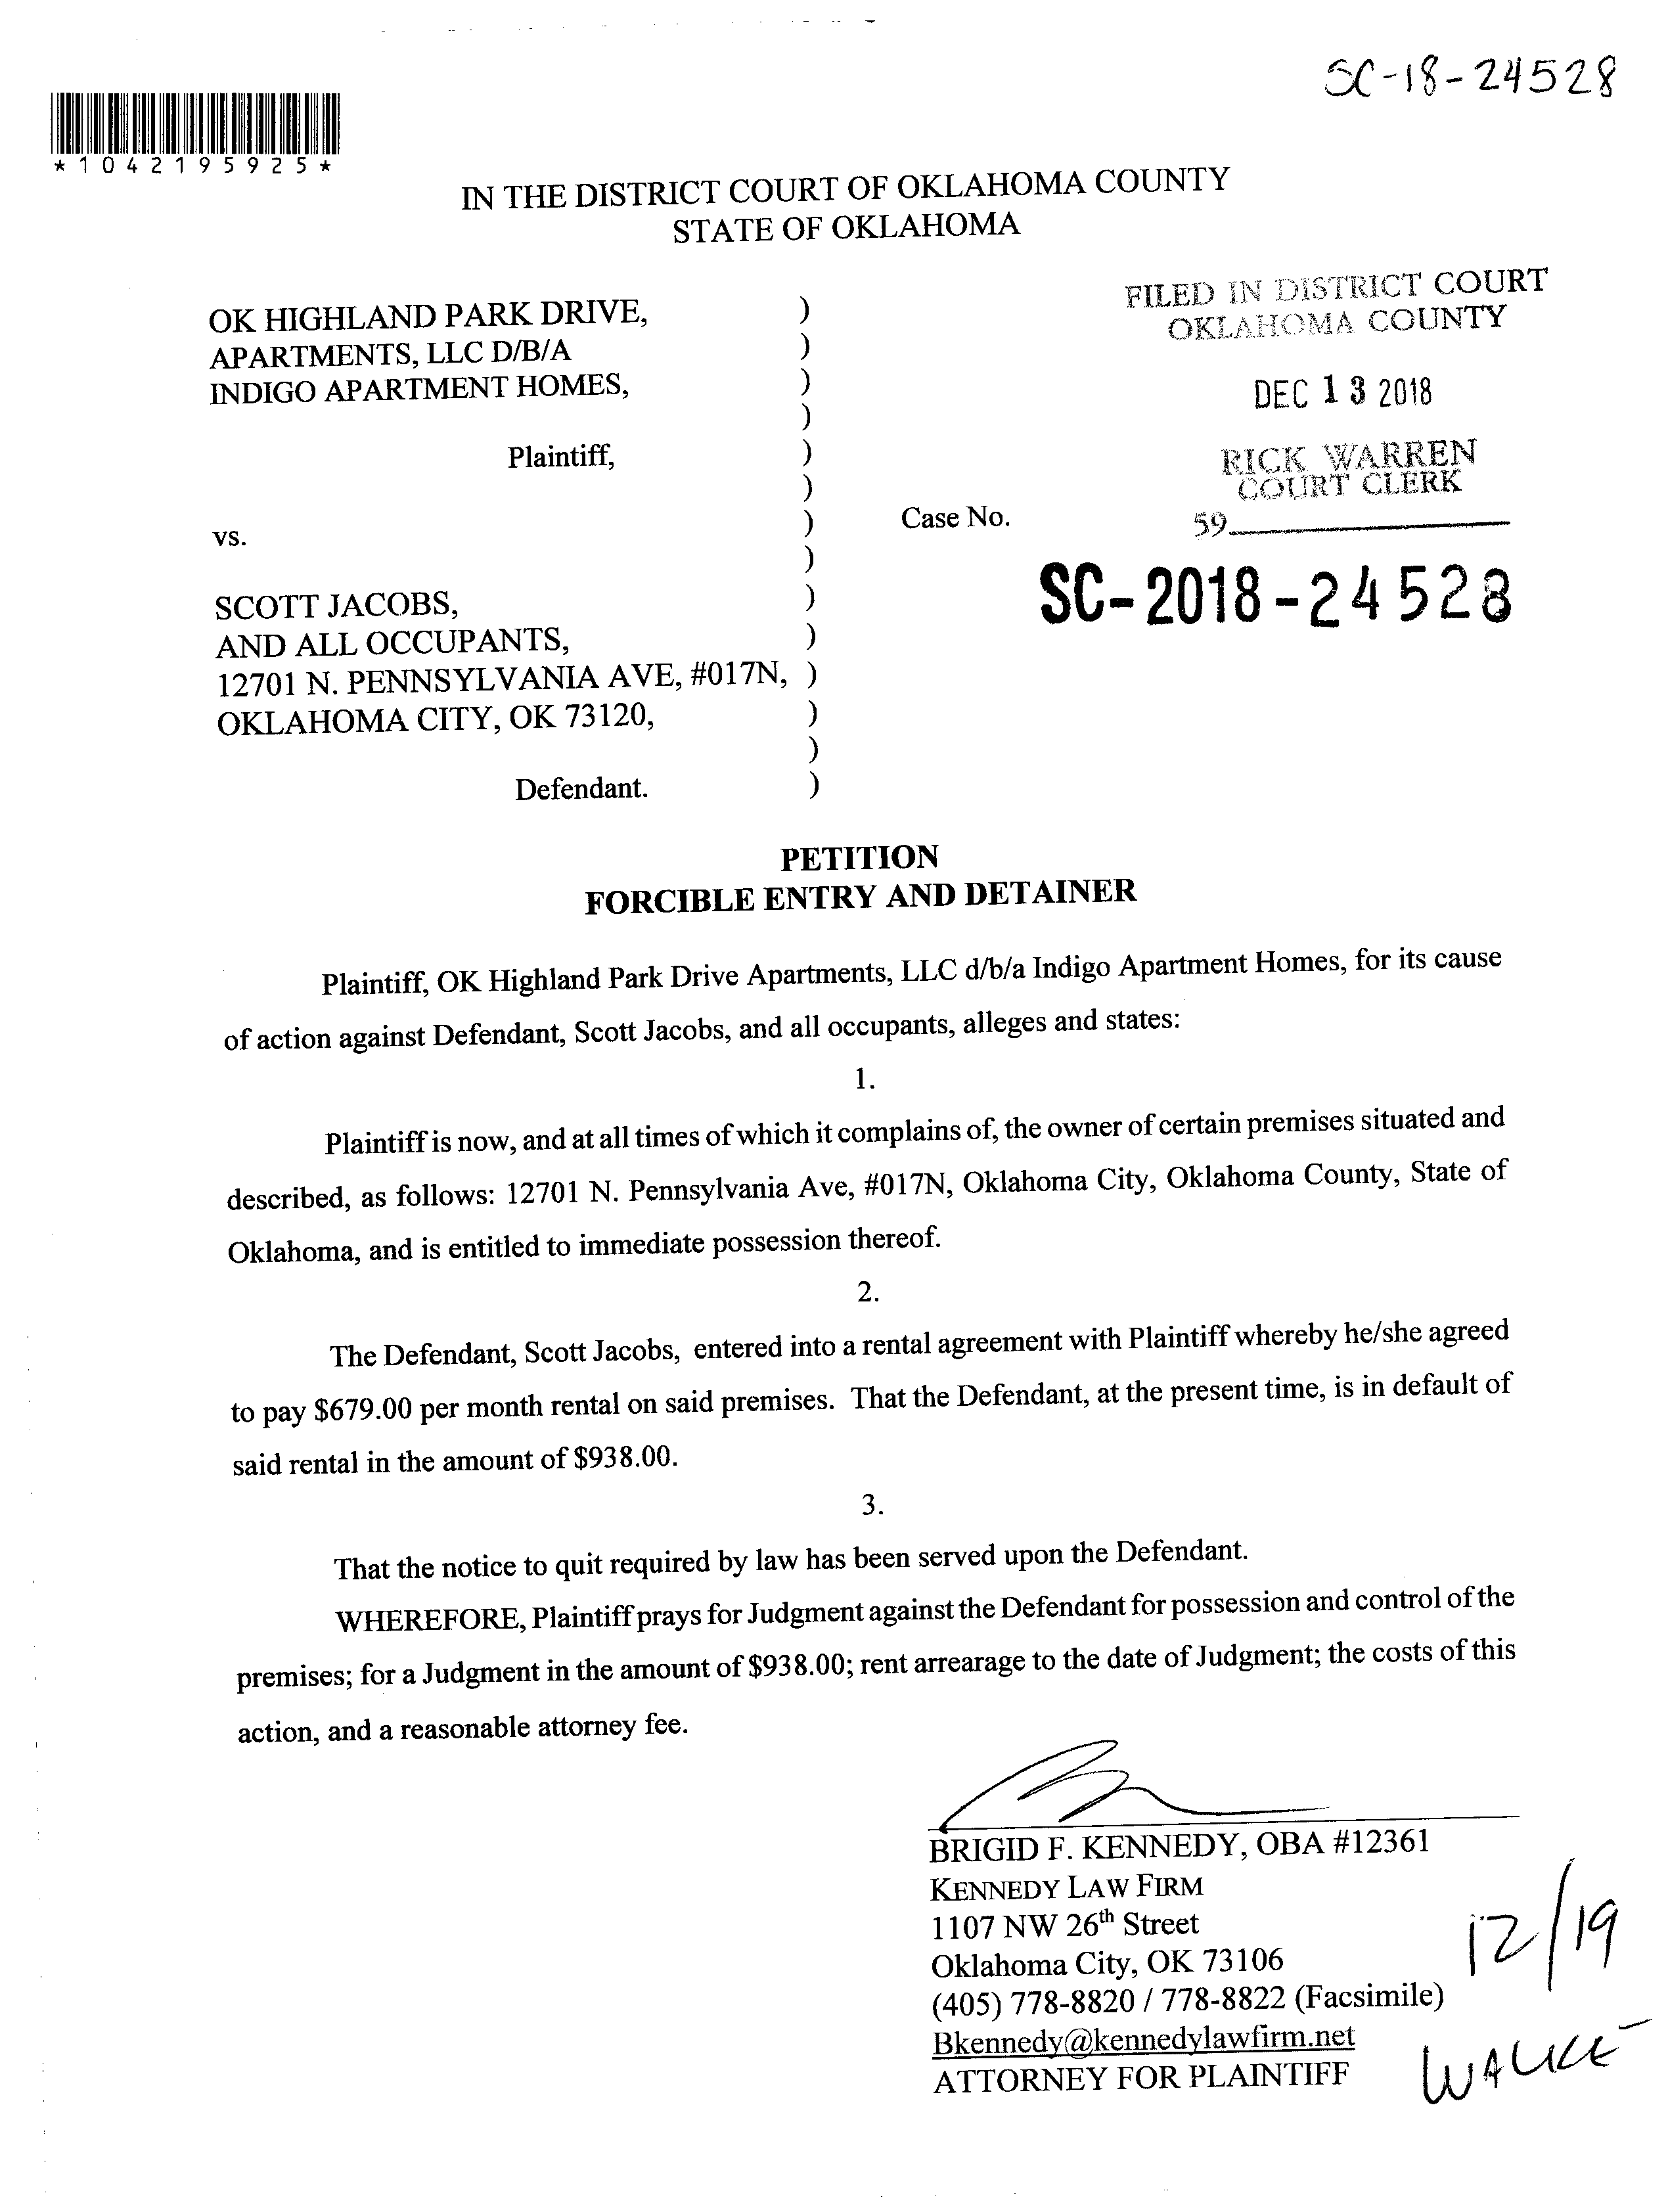 SC-18-24528
*1042195925*
IN THE DISTRICT COURT OF OKLAHOMA COUNTY
STATE OF OKLAHOMA
FILED IN DISTRICT COURT
OKLAHOMA COUNTY
DEC 13 2018
RICK WARREN
COURT CLERK
59
OK HIGHLAND PARK DRIVE, )
APARTMENTS, LLC D/B/A )
INDIGO APARTMENT HOMES, )
)
Plaintiff, )
)
vs. ) Case No.
)
SC-2018-24528
SCOTT JACOBS, )
AND ALL OCCUPANTS, )
12701 N. PENNSYLVANIA AVE, #017N, )
OKLAHOMA CITY, OK 73120, )
)
Defendant. )
PETITION
FORCIBLE ENTRY AND DETAINER
Plaintiff, OK Highland Park Drive Apartments, LLC d/b/a Indigo Apartment Homes, for its cause
of action against Defendant, Scott Jacobs, and all occupants, alleges and states:
1.
Plaintiff is now, and at all times of which it complains of, the owner of certain premises situated and
described, as follows: 12701 N. Pennsylvania Ave, #017N, Oklahoma City, Oklahoma County, State of
Oklahoma, and is entitled to immediate possession thereof.
2.
The Defendant, Scott Jacobs, entered into a rental agreement with Plaintiff whereby he/she agreed
to pay $679.00 per month rental on said premises. That the Defendant, at the present time, is in default of
said rental in the amount of $938.00.
3.
That the notice to quit required by law has been served upon the Defendant.
WHEREFORE, Plaintiff prays for Judgment against the Defendant for possession and control of the
premises; for a Judgment in the amount of $938.00; rent arrearage to the date of Judgment; the costs of this
action, and a reasonable attorney fee.
BRIGID F. KENNEDY, OBA #12361
KENNEDY LAW FIRM
1107 NW 26th Street
Oklahoma City, OK 73106
(405) 778-8820 / 778-8822 (Facsimile)
Bkennedy@kennedylawfirm.net
ATTORNEY FOR PLAINTIFF
12/19